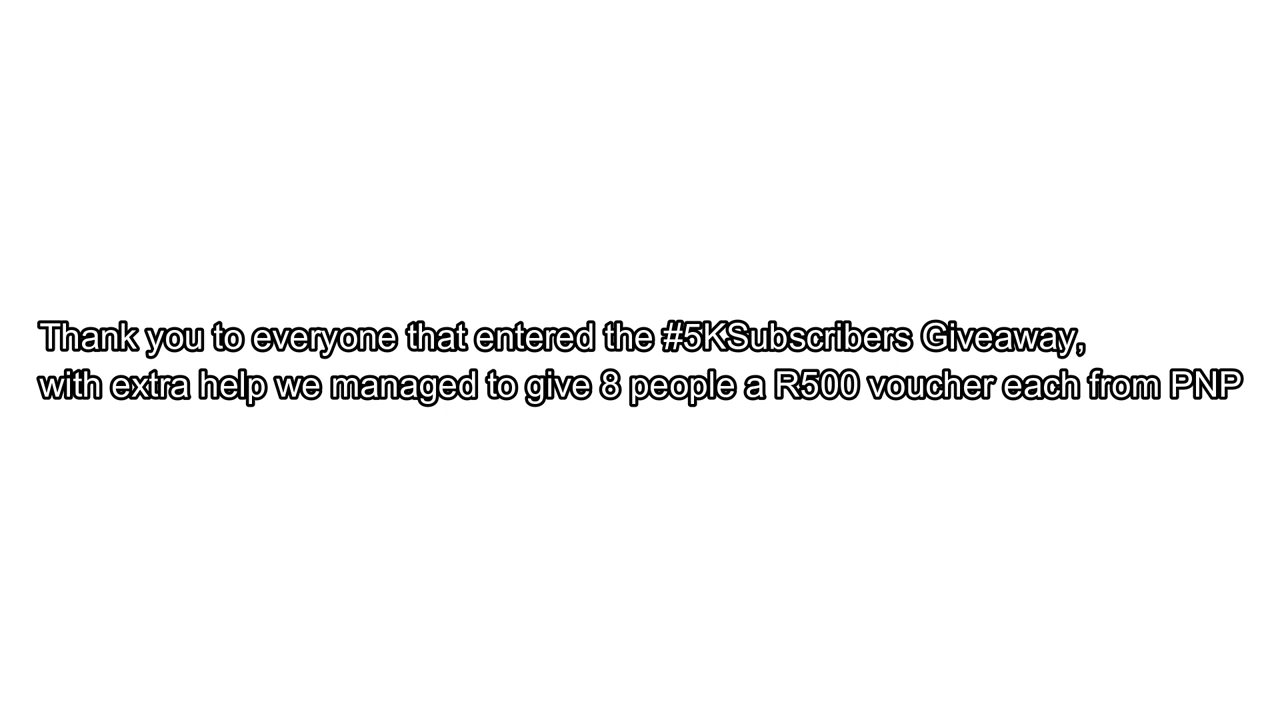 Thank you to everyone that entered the #5KSubscribers Giveaway,
with extra help we managed to give 8 people a R500 voucher each from PNP